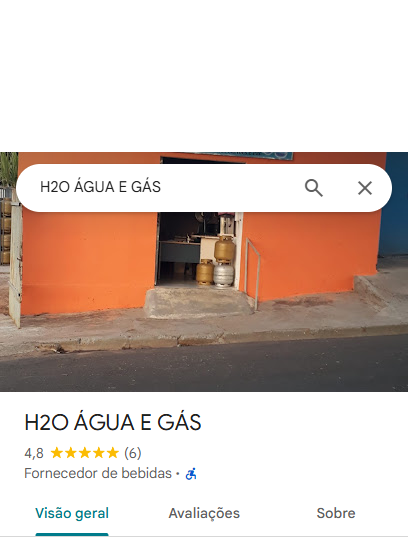 H2O ÁGUA E GÁS
H2O ÁGUA E GÁS
4,8 (6)
Fornecedor de bebidas ·
Visão geral Avaliações Sobre